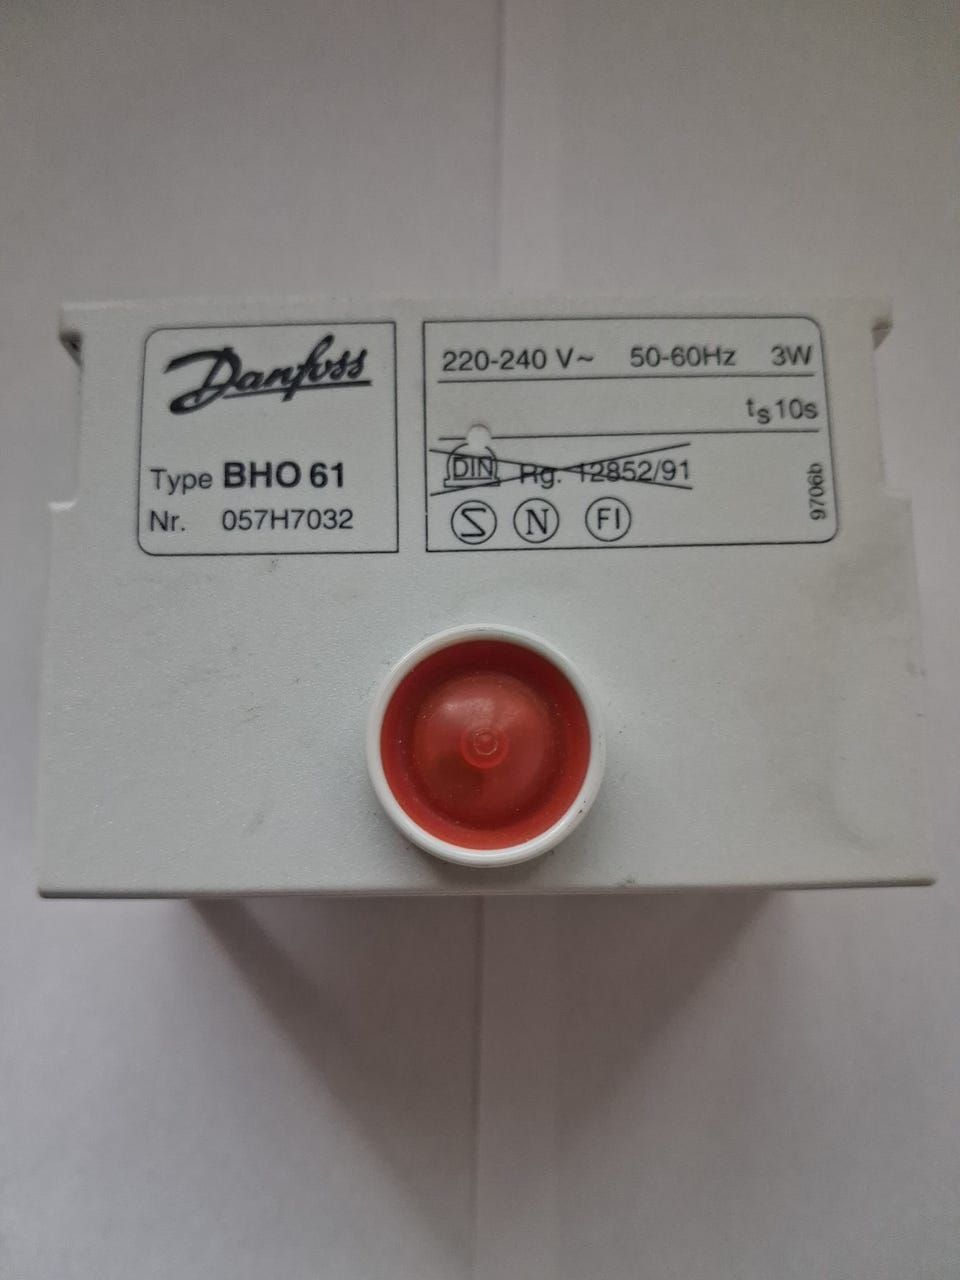 Danfoss
Type BHO 61
Nr. 057H7032
220-240 V~ 50-60Hz 3W
ts 10s
DIN Rg. 12852/91
S N FI
9706b